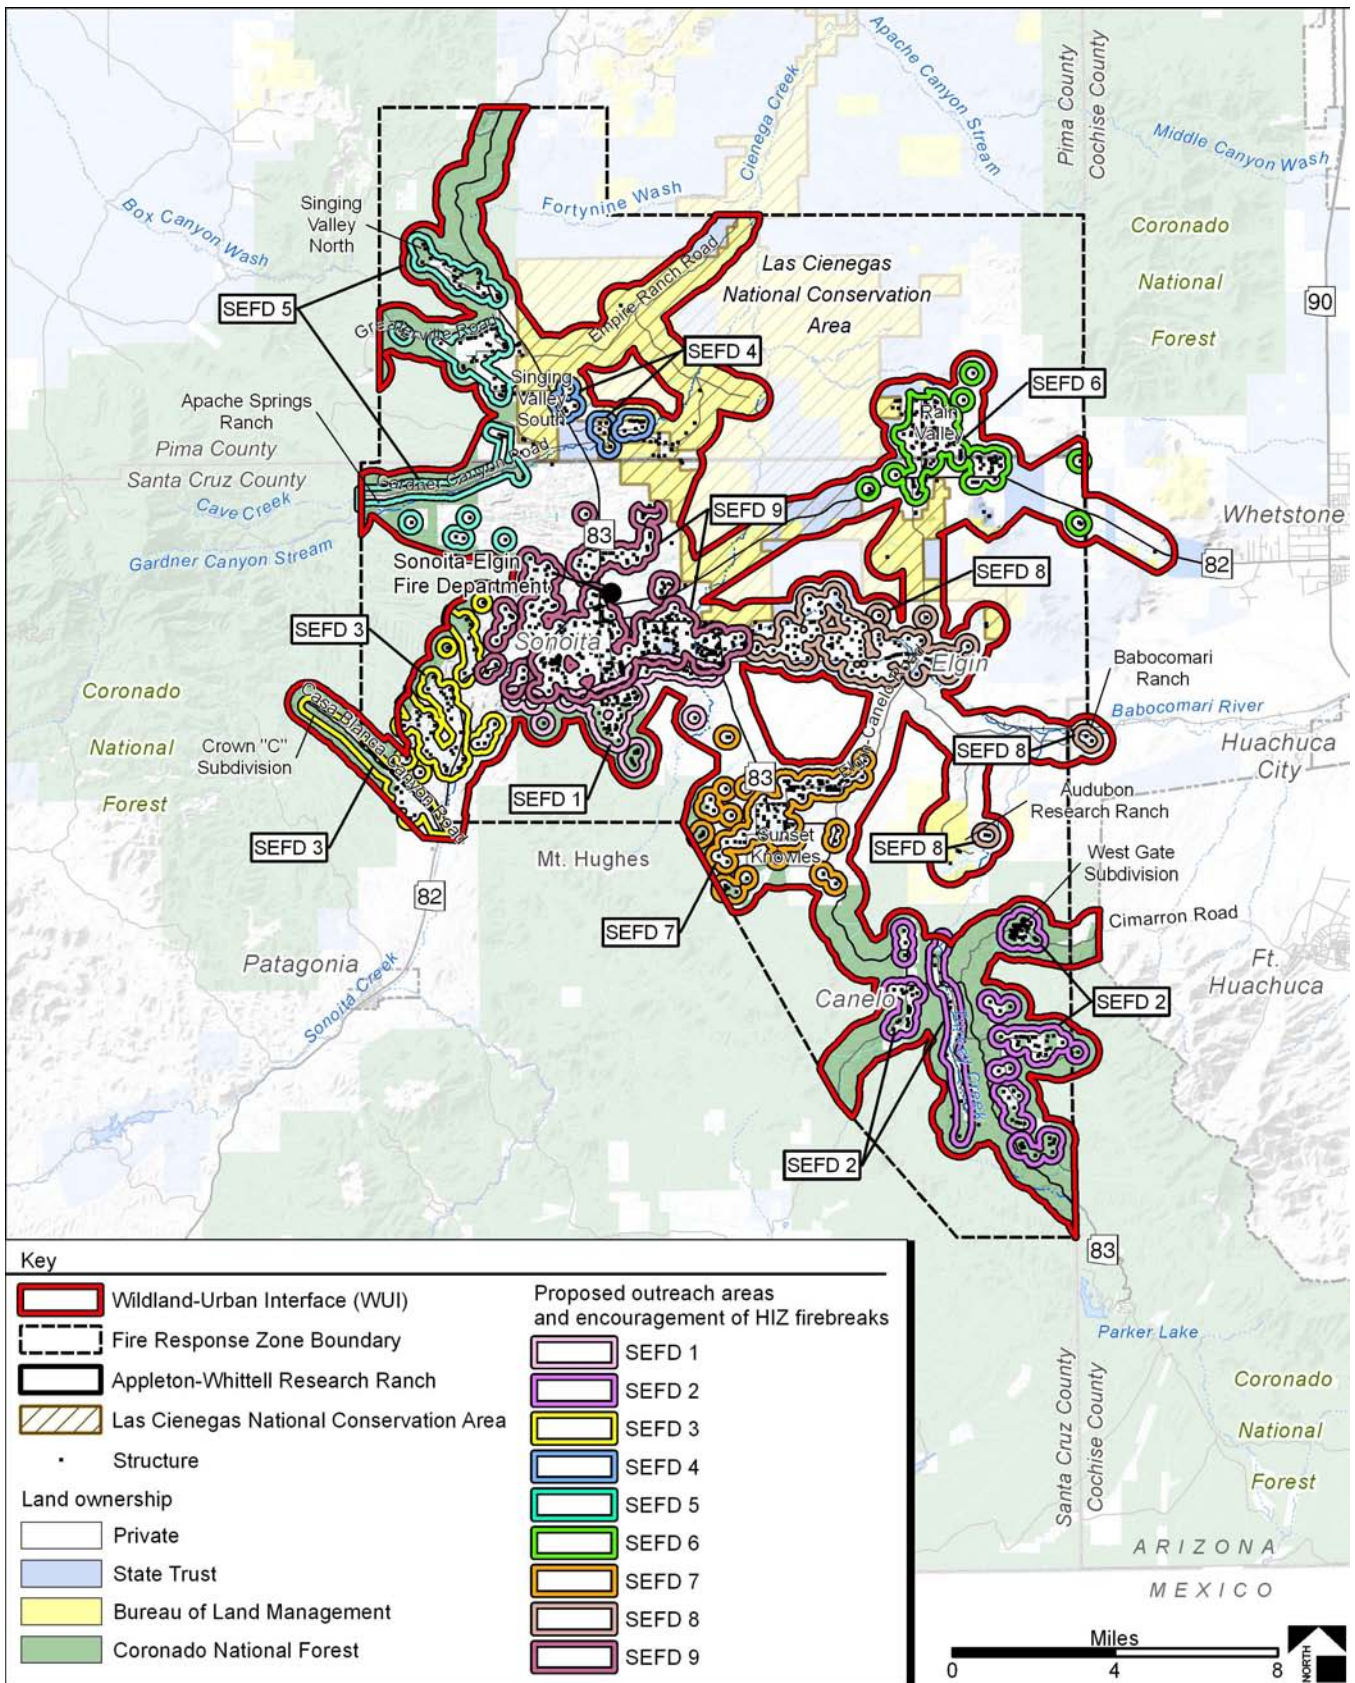 Apache Canyon Stream
Pima County
Cochise County
Middle Canyon Wash
Cienega Creek
Fortynine Wash
Box Canyon Wash
Singing
Valley
North
Coronado
National
Forest
Las Cienegas
National Conservation
Area
Empire Ranch Road
SEFD 5
90
Greaterville Road
SEFD 4
Singing
Valley
South
SEFD 6
Rain
Valley
Apache Springs
Ranch
Pima County
Santa Cruz County
Gardner Canyon Road
Cave Creek
Gardner Canyon Stream
SEFD 9
Whetstone
83
82
Sonoita-Elgin
Fire Department
SEFD 8
SEFD 3
Sonoita
Elgin
Babocomari
Ranch
Babocomari River
Coronado
National
Forest
Casa Blanca Canyon Road
Crown "C"
Subdivision
Elgin-Canelo Road
SEFD 8
Huachuca
City
83
SEFD 1
Audubon
Research Ranch
SEFD 3
Sunset
Knowles
SEFD 8
Mt. Hughes
West Gate
Subdivision
82
Cimarron Road
SEFD 7
Patagonia
Sonoita Creek
Ft.
Huachuca
Canelo
SEFD 2
SEFD 2
83
Parker Lake
Santa Cruz County
Cochise County
Coronado
National
Forest
ARIZONA
MEXICO
Key
Wildland-Urban Interface (WUI)
Fire Response Zone Boundary
Appleton-Whittell Research Ranch
Las Cienegas National Conservation Area
Structure
Land ownership
Private
State Trust
Bureau of Land Management
Coronado National Forest
Proposed outreach areas
and encouragement of HIZ firebreaks
SEFD 1
SEFD 2
SEFD 3
SEFD 4
SEFD 5
SEFD 6
SEFD 7
SEFD 8
SEFD 9
Miles
0 4 8
NORTH